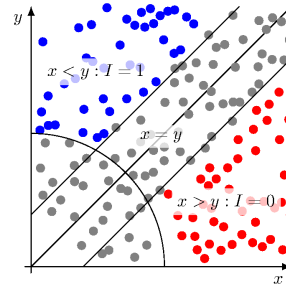 y
x < y : I = 1
x = y
x > y : I = 0
x